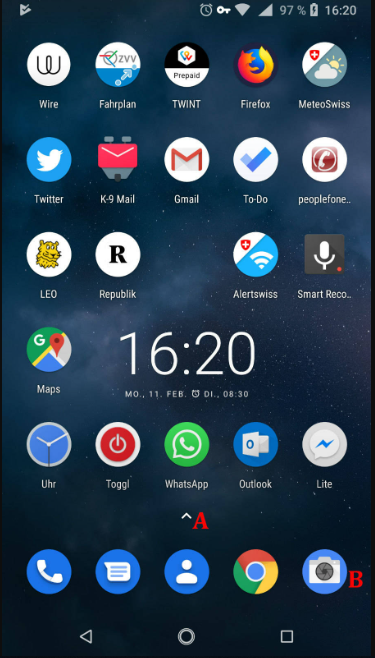 97 % 16:20
Wire Fahrplan TWINT Firefox MeteoSwiss
ZVV
Prepaid
Twitter K-9 Mail Gmail To-Do peoplefone..
R
LEO Republik Alertswiss Smart Reco..
G
Maps
16:20
MO., 11. FEB. DI., 08:30
Uhr Toggl WhatsApp Outlook Lite
A
B